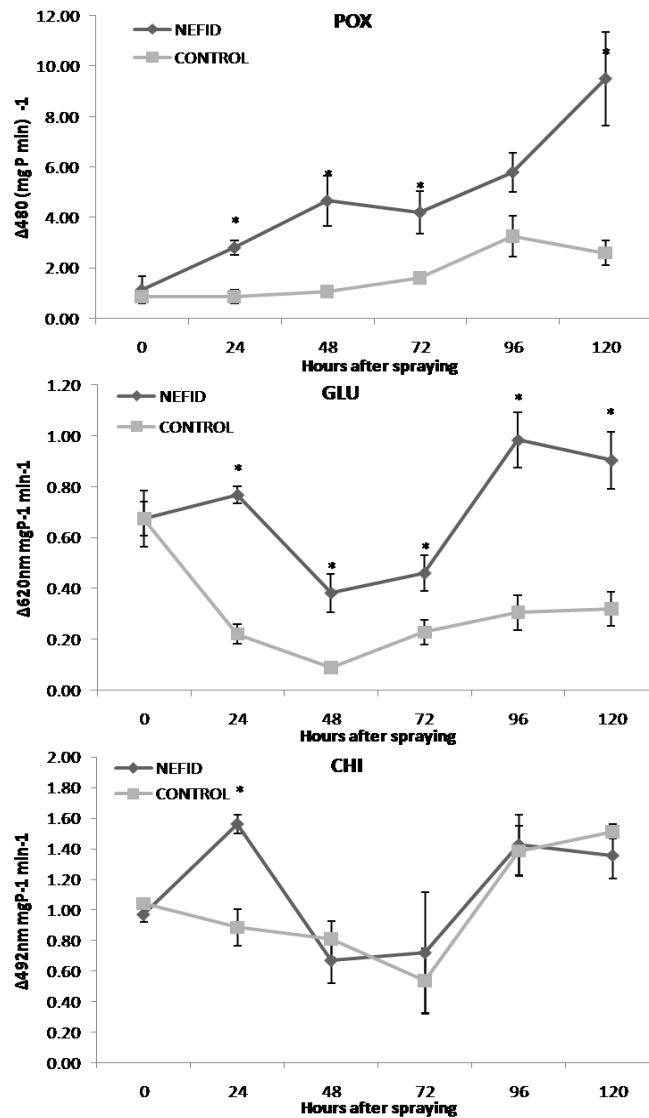 POX
NEFID
CONTROL
12.00
10.00
8.00
6.00
4.00
2.00
0.00
Δ480 (mg P min) -1
*
*
*
*
0 24 48 72 96 120
Hours after spraying
GLU
NEFID
CONTROL
1.20
1.00
0.80
0.60
0.40
0.20
0.00
Δ620nm mgP-1 min-1
*
*
*
*
*
0 24 48 72 96 120
Hours after spraying
CHI
NEFID
CONTROL
2.00
1.80
1.60
1.40
1.20
1.00
0.80
0.60
0.40
0.20
0.00
Δ492nm mgP-1 min-1
*
0 24 48 72 96 120
Hours after spraying